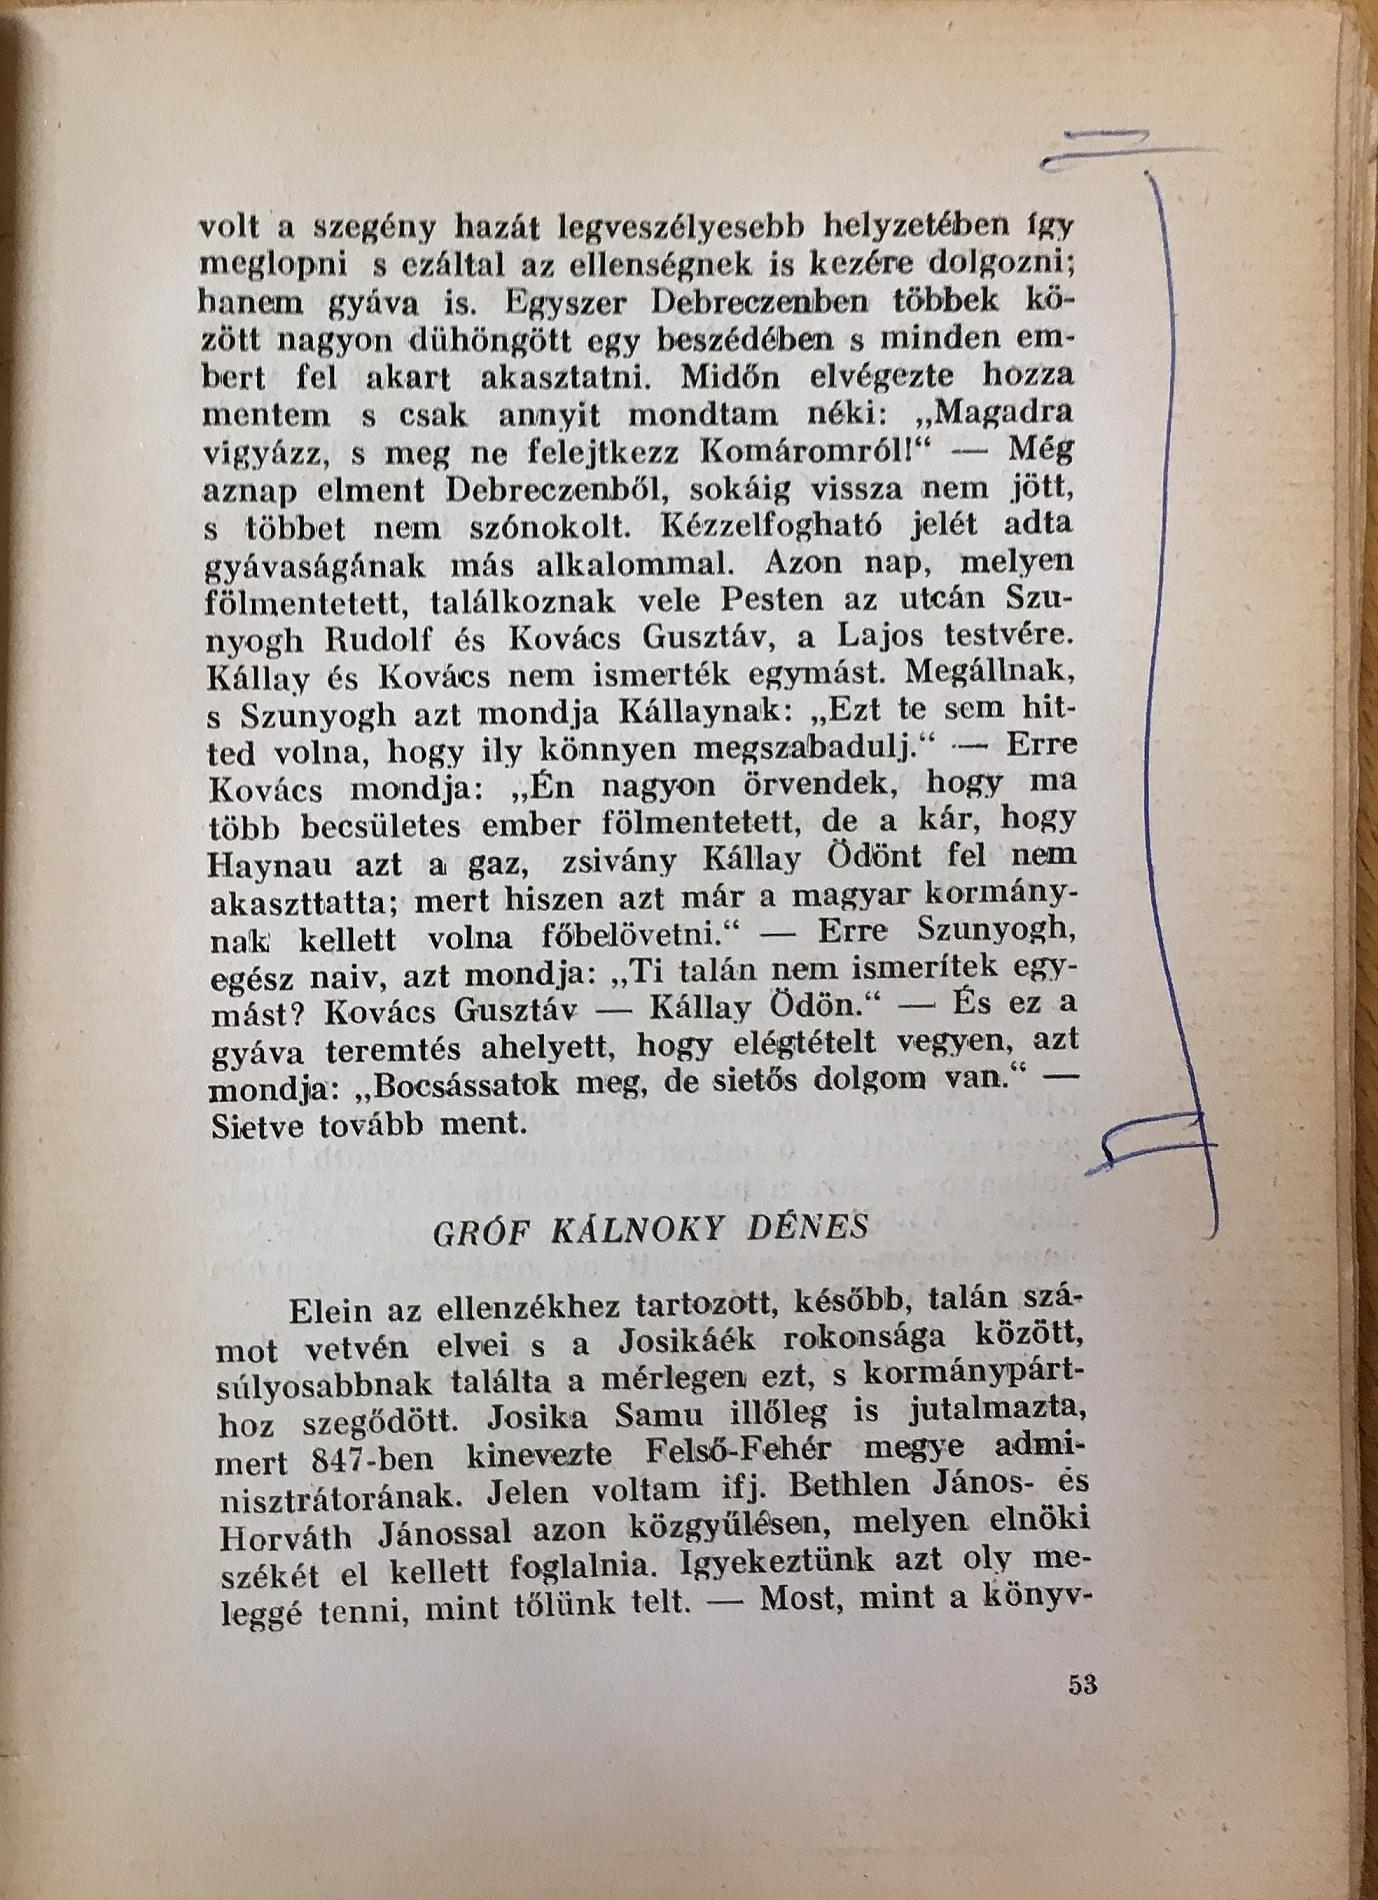 volt a szegény hazát legveszélyesebb helyzetében így
meglopni s ezáltal az ellenségnek is kezére dolgozni;
hanem gyáva is. Egyszer Debreczenben többek kö-
zött nagyon dühöngött egy beszédében s minden em-
bert fel akart akasztatni. Midőn elvégezte hozza
mentem s csak annyit mondtam néki: „Magadra
vigyázz, s meg ne felejtkezz Komáromról!“ — Még
aznap elment Debreczenből, sokáig vissza nem jött,
s többet nem szónokolt. Kézzelfogható jelét adta
gyávaságának más alkalommal. Azon nap, melyen
fölmentetett, találkoznak vele Pesten az utcán Szu-
nyogh Rudolf és Kovács Gusztáv, a Lajos testvére.
Kállay és Kovács nem ismerték egymást. Megállnak,
s Szunyogh azt mondja Kállaynak: „Ezt te sem hit-
ted volna, hogy ily könnyen megszabadulj.“ — Erre
Kovács mondja: „Én nagyon örvendek, hogy ma
több becsületes ember fölmentetett, de a kár, hogy
Haynau azt a gaz, zsivány Kállay Ödönt fel nem
akaszttatta; mert hiszen azt már a magyar kormány-
nak kellett volna főbelövetni.“ — Erre Szunyogh,
egész naiv, azt mondja: „Ti talán nem ismerítek egy-
mást? Kovács Gusztáv — Kállay Ödön.“ — És ez a
gyáva teremtés ahelyett, hogy elégtételt vegyen, azt
mondja: „Bocsássatok meg, de sietős dolgom van.“ —
Sietve tovább ment.
GRÓF KÁLNOKY DÉNES
Elein az ellenzékhez tartozott, később, talán szá-
mot vetvén elvei s a Josikáék rokonsága között,
súlyosabbnak találta a mérlegen ezt, s kormánypárt-
hoz szegődött. Josika Samu illőleg is jutalmazta,
mert 847-ben kinevezte Felső-Fehér megye admi-
nisztrátorának. Jelen voltam ifj. Bethlen János- és
Horváth Jánossal azon közgyűlésen, melyen elnöki
székét el kellett foglalnia. Igyekeztünk azt oly me-
leggé tenni, mint tőlünk telt. — Most, mint a könyv-
53